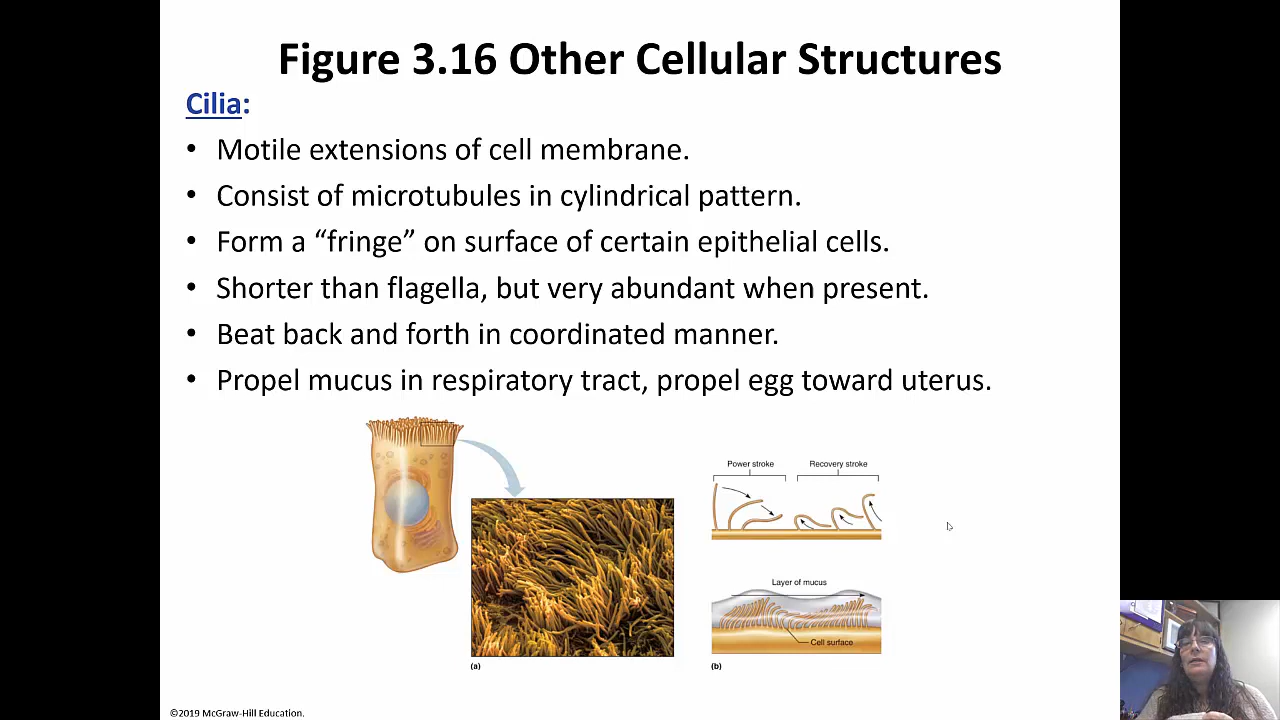 Figure 3.16 Other Cellular Structures
Cilia:
• Motile extensions of cell membrane.
• Consist of microtubules in cylindrical pattern.
• Form a “fringe” on surface of certain epithelial cells.
• Shorter than flagella, but very abundant when present.
• Beat back and forth in coordinated manner.
• Propel mucus in respiratory tract, propel egg toward uterus.
Power stroke Recovery stroke
Layer of mucus
Cell surface
(a) (b)
©2019 McGraw-Hill Education.